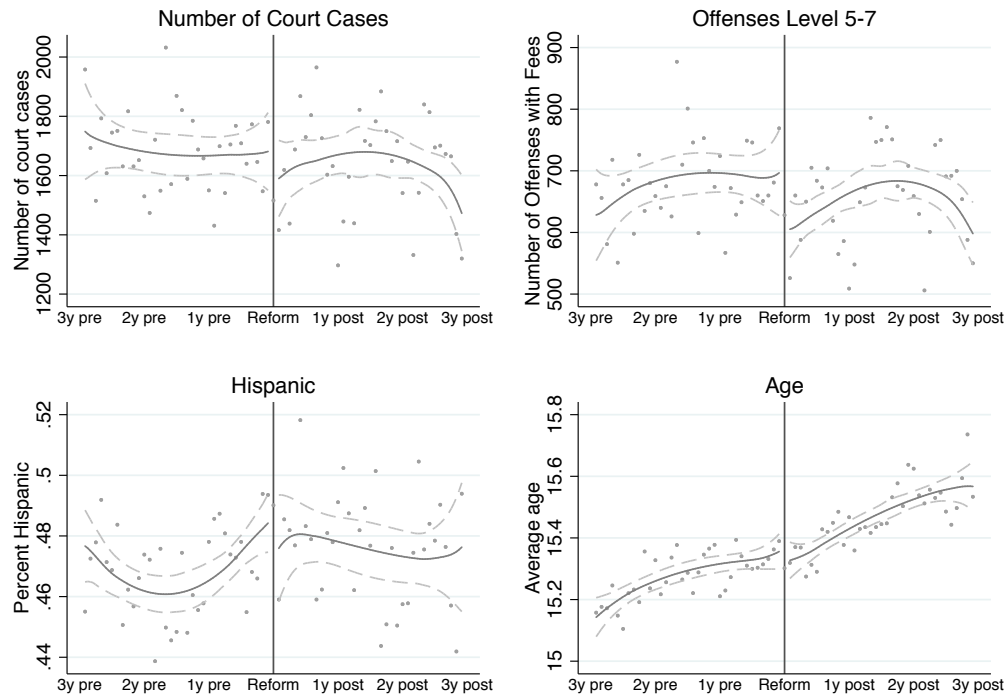 Number of Court Cases
Number of court cases
2000
1800
1600
1400
1200
3y pre 2y pre 1y pre Reform 1y post 2y post 3y post
Offenses Level 5-7
Number of Offenses with Fees
900
800
700
600
500
3y pre 2y pre 1y pre Reform 1y post 2y post 3y post
Hispanic
Percent Hispanic
.52
.5
.48
.46
.44
3y pre 2y pre 1y pre Reform 1y post 2y post 3y post
Age
Average age
15.8
15.6
15.4
15.2
15
3y pre 2y pre 1y pre Reform 1y post 2y post 3y post